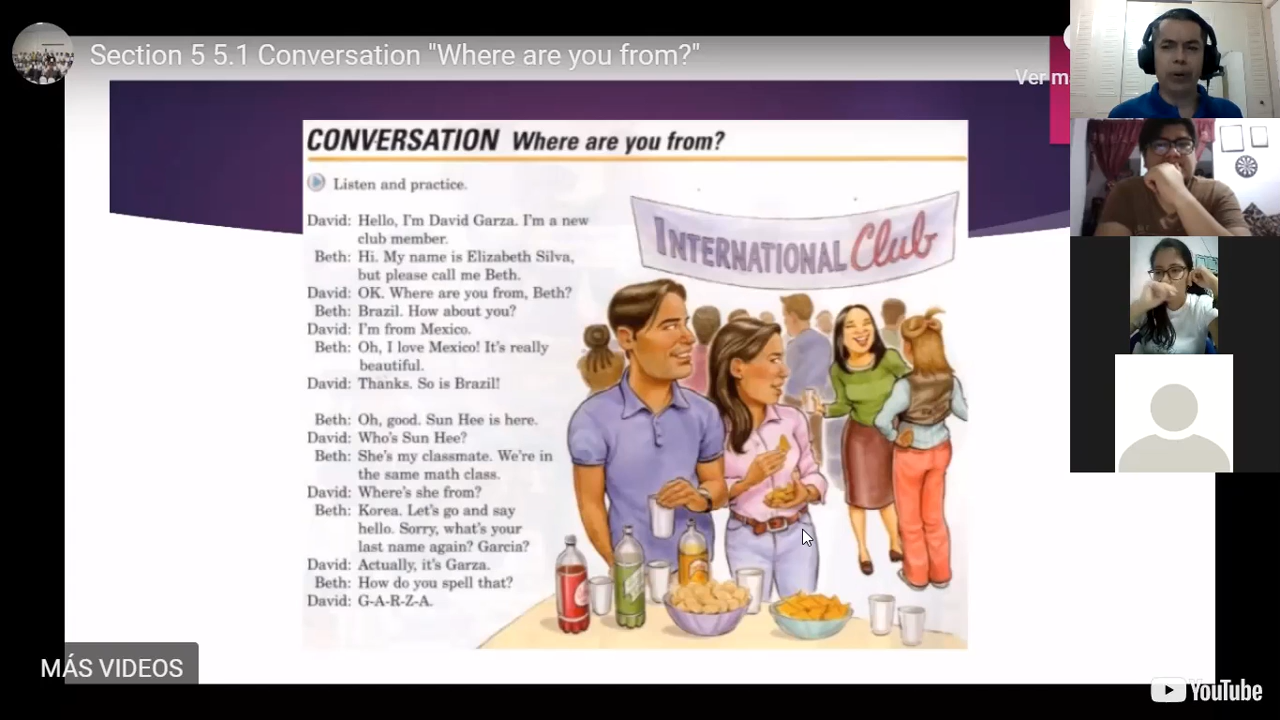 Section 5 5.1 Conversation "Where are you from?"
Ver m
CONVERSATION Where are you from?
Listen and practice.
David: Hello, I'm David Garza. I'm a new
club member.
Beth: Hi. My name is Elizabeth Silva,
but please call me Beth.
David: OK. Where are you from, Beth?
Beth: Brazil. How about you?
David: I'm from Mexico.
Beth: Oh, I love Mexico! It's really
beautiful.
David: Thanks. So is Brazil!
Beth: Oh, good. Sun Hee is here.
David: Who's Sun Hee?
Beth: She's my classmate. We're in
the same math class.
David: Where's she from?
Beth: Korea. Let's go and say
hello. Sorry, what's your
last name again? Garcia?
David: Actually, it's Garza.
Beth: How do you spell that?
David: G-A-R-Z-A.
INTERNATIONAL Club
MÁS VIDEOS
YouTube